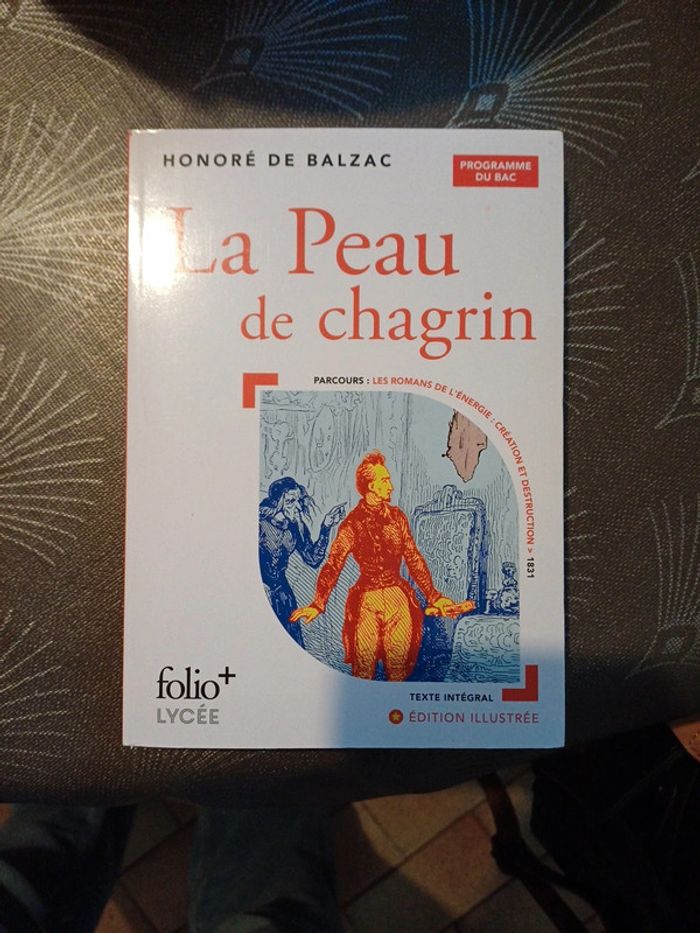 HONORÉ DE BALZAC
PROGRAMME
DU BAC
La Peau
de chagrin
PARCOURS : LES ROMANS DE L'ÉNERGIE : CRÉATION ET DESTRUCTION > 1831
folio+
LYCÉE
TEXTE INTÉGRAL
ÉDITION ILLUSTRÉE